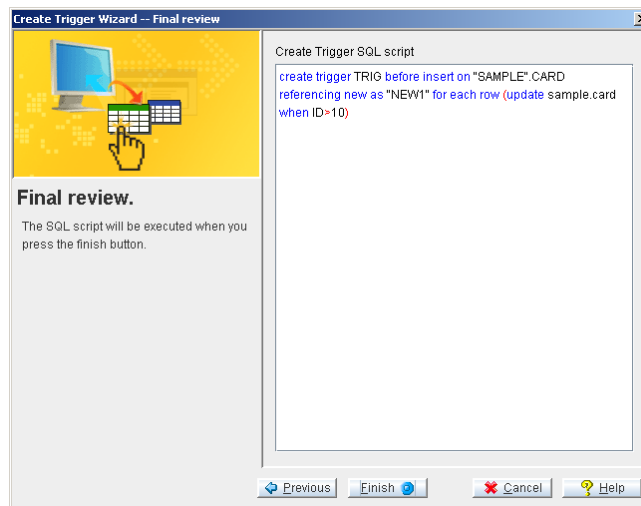 Create Trigger Wizard -- Final review
Create Trigger SQL script
create trigger TRIG before insert on "SAMPLE".CARD
referencing new as "NEW1" for each row (update sample.card
when ID>10)
Final review.
The SQL script will be executed when you
press the finish button.
Previous
Finish
Cancel
Help